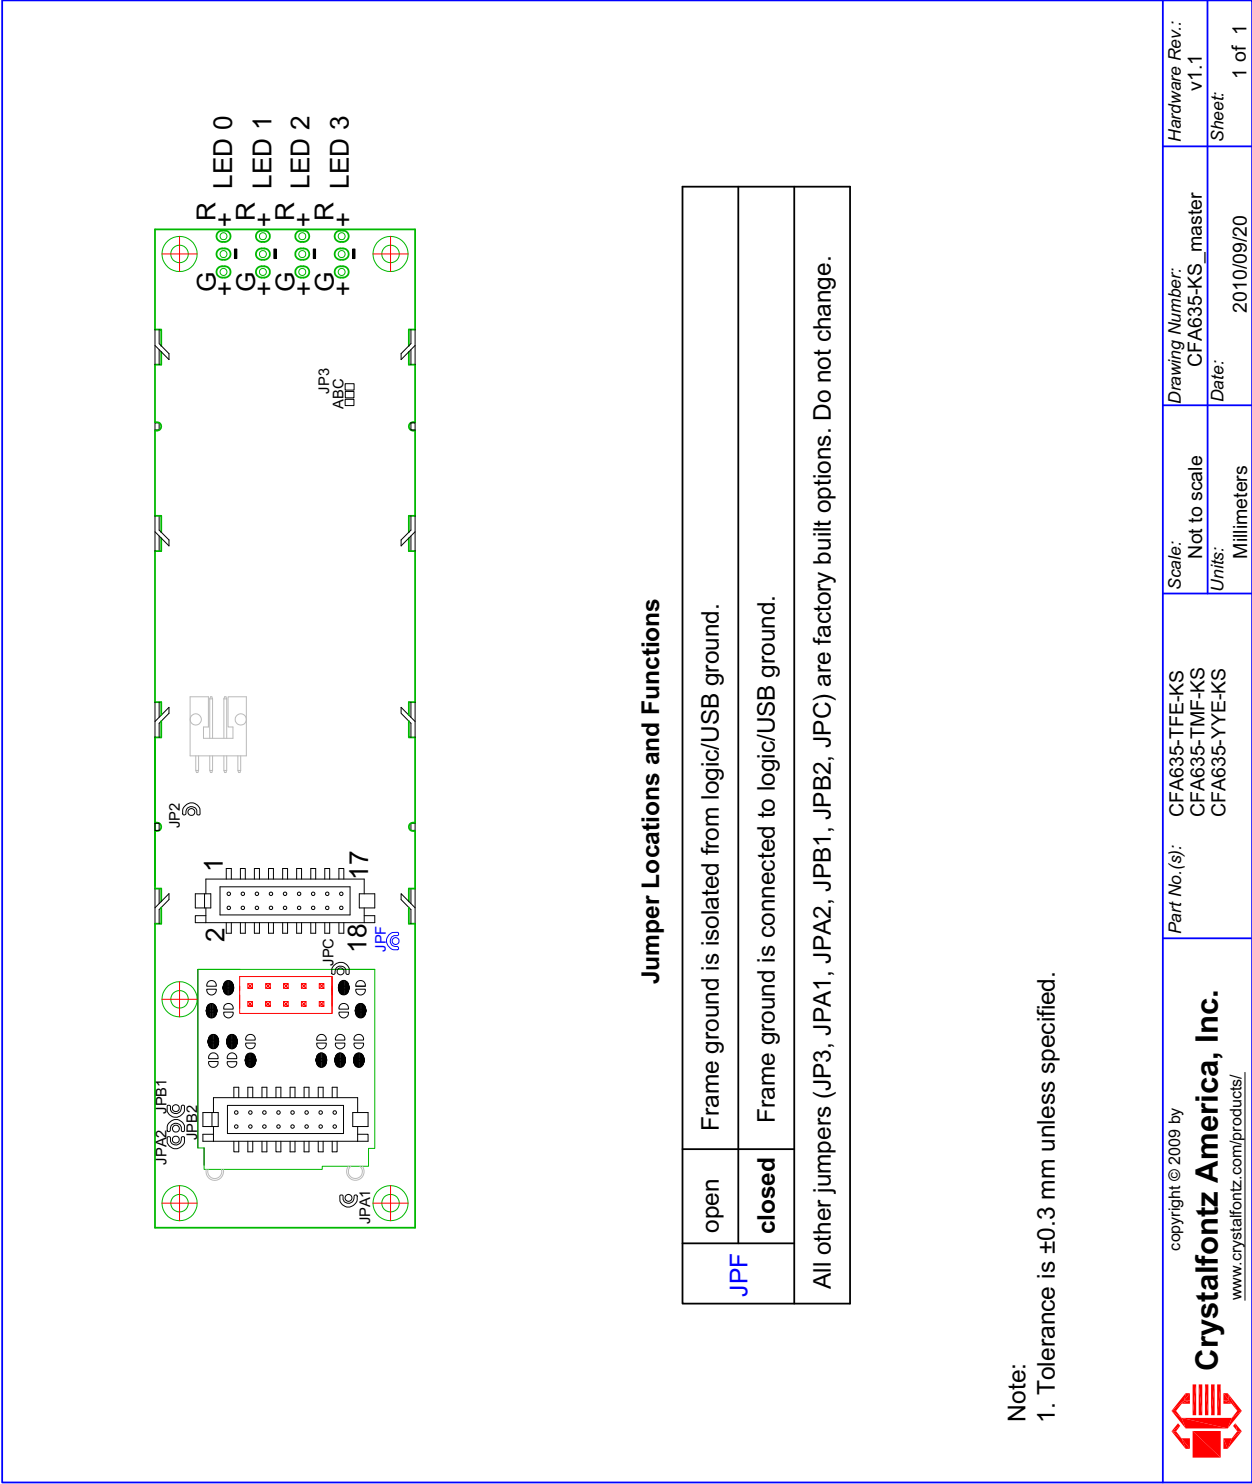 JPA1
JPA2
JPB1
JPB2
JPC
JPF
2
1
18
17
JP2
JP3
ABC
G R
+ - +
LED 0
G R
+ - +
LED 1
G R
+ - +
LED 2
G R
+ - +
LED 3
Jumper Locations and Functions
JPF
open
Frame ground is isolated from logic/USB ground.
closed
Frame ground is connected to logic/USB ground.
All other jumpers (JP3, JPA1, JPA2, JPB1, JPB2, JPC) are factory built options. Do not change.
Note:
1. Tolerance is ±0.3 mm unless specified.
copyright © 2009 by
Crystalfontz America, Inc.
www.crystalfontz.com/products/
Part No.(s):
CFA635-TFE-KS
CFA635-TMF-KS
CFA635-YYE-KS
Scale:
Not to scale
Units:
Millimeters
Drawing Number:
CFA635-KS_master
Date:
2010/09/20
Hardware Rev.:
v1.1
Sheet:
1 of 1